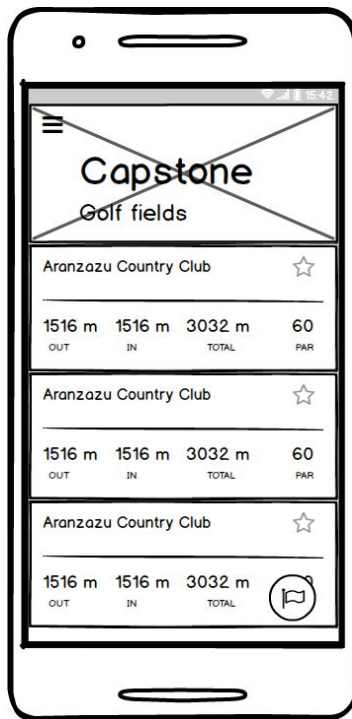 15:42
Capstone
Golf fields
Aranzazu Country Club
1516 m 1516 m 3032 m 60
OUT IN TOTAL PAR
Aranzazu Country Club
1516 m 1516 m 3032 m 60
OUT IN TOTAL PAR
Aranzazu Country Club
1516 m 1516 m 3032 m
OUT IN TOTAL